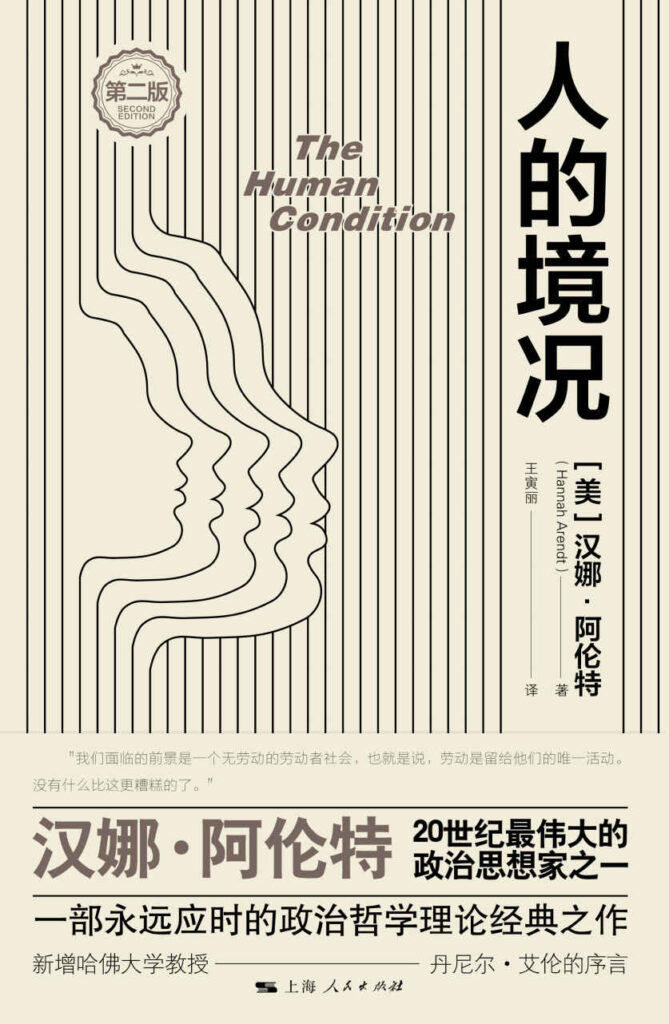 第二版
SECOND
EDITION
The
Human
Condition
人的境况
[美]汉娜·阿伦特
(Hannah Arendt)
著
王寅丽
译
"我们面临的前景是一个无劳动的劳动者社会，也就是说，劳动是留给他们的唯一活动。
没有什么比这更糟糕的了。"
汉娜·阿伦特
20世纪最伟大的
政治思想家之一
一部永远应时的政治哲学理论经典之作
新增哈佛大学教授
丹尼尔·艾伦的序言
上海人民出版社